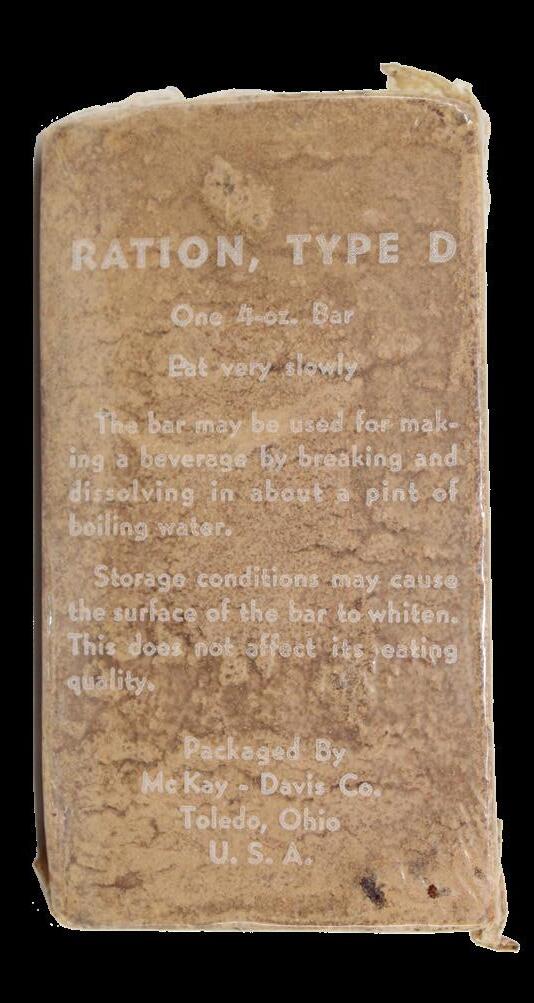 RATION, TYPE D
One 4-oz. Bar
Eat very slowly
The bar may be used for mak-
ing a beverage by breaking and
dissolving in about a pint of
boiling water.
Storage conditions may cause
the surface of the bar to whiten.
This does not affect its eating
quality.
Packaged By
McKay - Davis Co.
Toledo, Ohio
U. S. A.